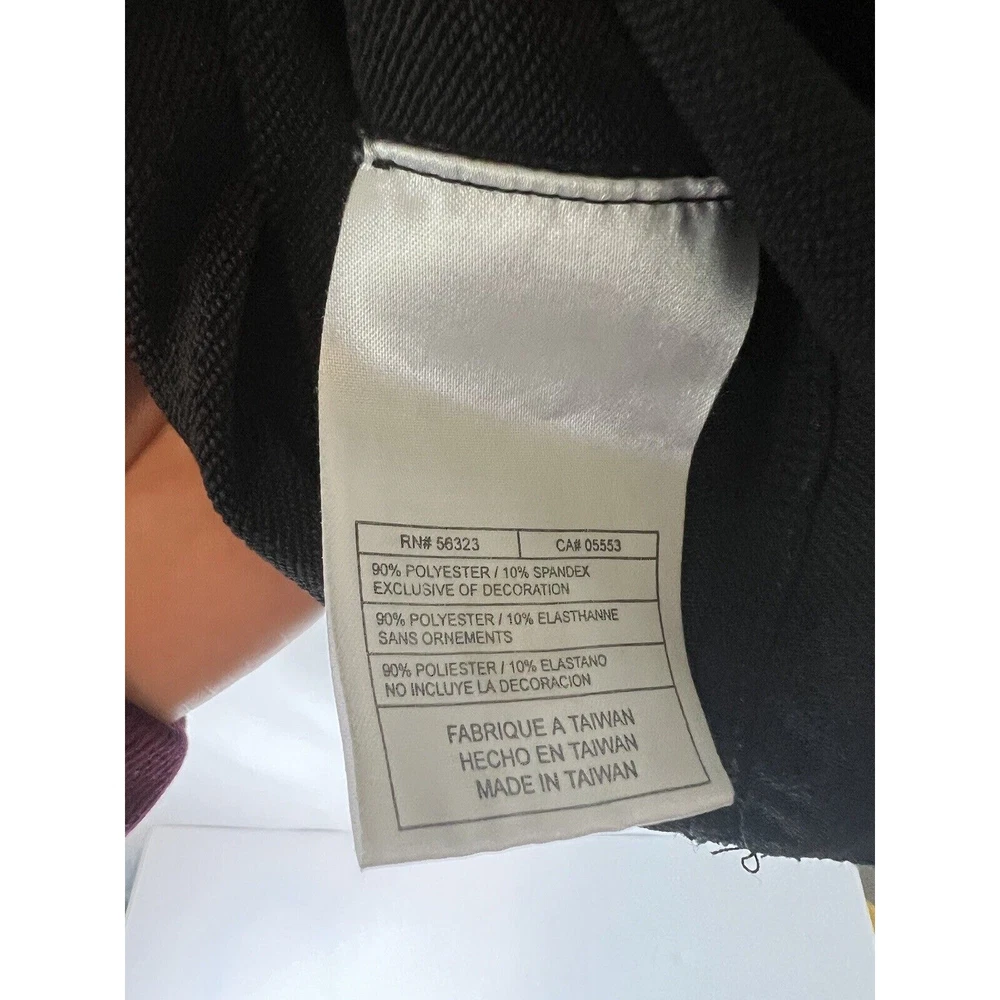 RN# 56323 CA# 05553
90% POLYESTER / 10% SPANDEX
EXCLUSIVE OF DECORATION
90% POLYESTER / 10% ELASTHANNE
SANS ORNEMENTS
90% POLIESTER / 10% ELASTANO
NO INCLUYE LA DECORACION
FABRIQUE A TAIWAN
HECHO EN TAIWAN
MADE IN TAIWAN